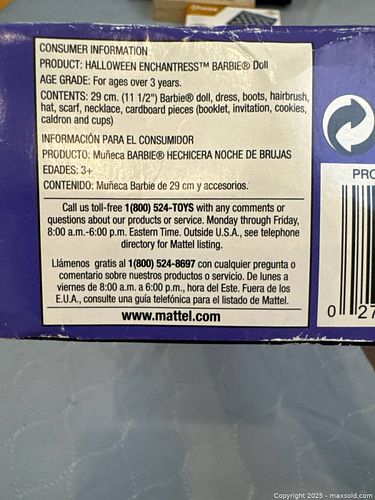 CONSUMER INFORMATION
PRODUCT: HALLOWEEN ENCHANTRESS™ BARBIE® Doll
AGE GRADE: For ages over 3 years.
CONTENTS: 29 cm. (11 1/2") Barbie® doll, dress, boots, hairbrush,
hat, scarf, necklace, cardboard pieces (booklet, invitation, cookies,
caldron and cups)
INFORMACIÓN PARA EL CONSUMIDOR
PRODUCTO: Muñeca BARBIE® HECHICERA NOCHE DE BRUJAS
EDADES: 3+
CONTENIDO: Muñeca Barbie de 29 cm y accesorios.
Call us toll-free 1(800) 524-TOYS with any comments or
questions about our products or service. Monday through Friday,
8:00 a.m.-6:00 p.m. Eastern Time. Outside U.S.A., see telephone
directory for Mattel listing.
Llámenos gratis al 1(800) 524-8697 con cualquier pregunta o
comentario sobre nuestros productos o servicio. De lunes a
viernes de 8:00 a.m. a 6:00 p.m., hora del Este. Fuera de los
E.U.A., consulte una guía telefónica para el listado de Mattel.
www.mattel.com
PRO
0 27
Copyright 2025 - maxsold.com